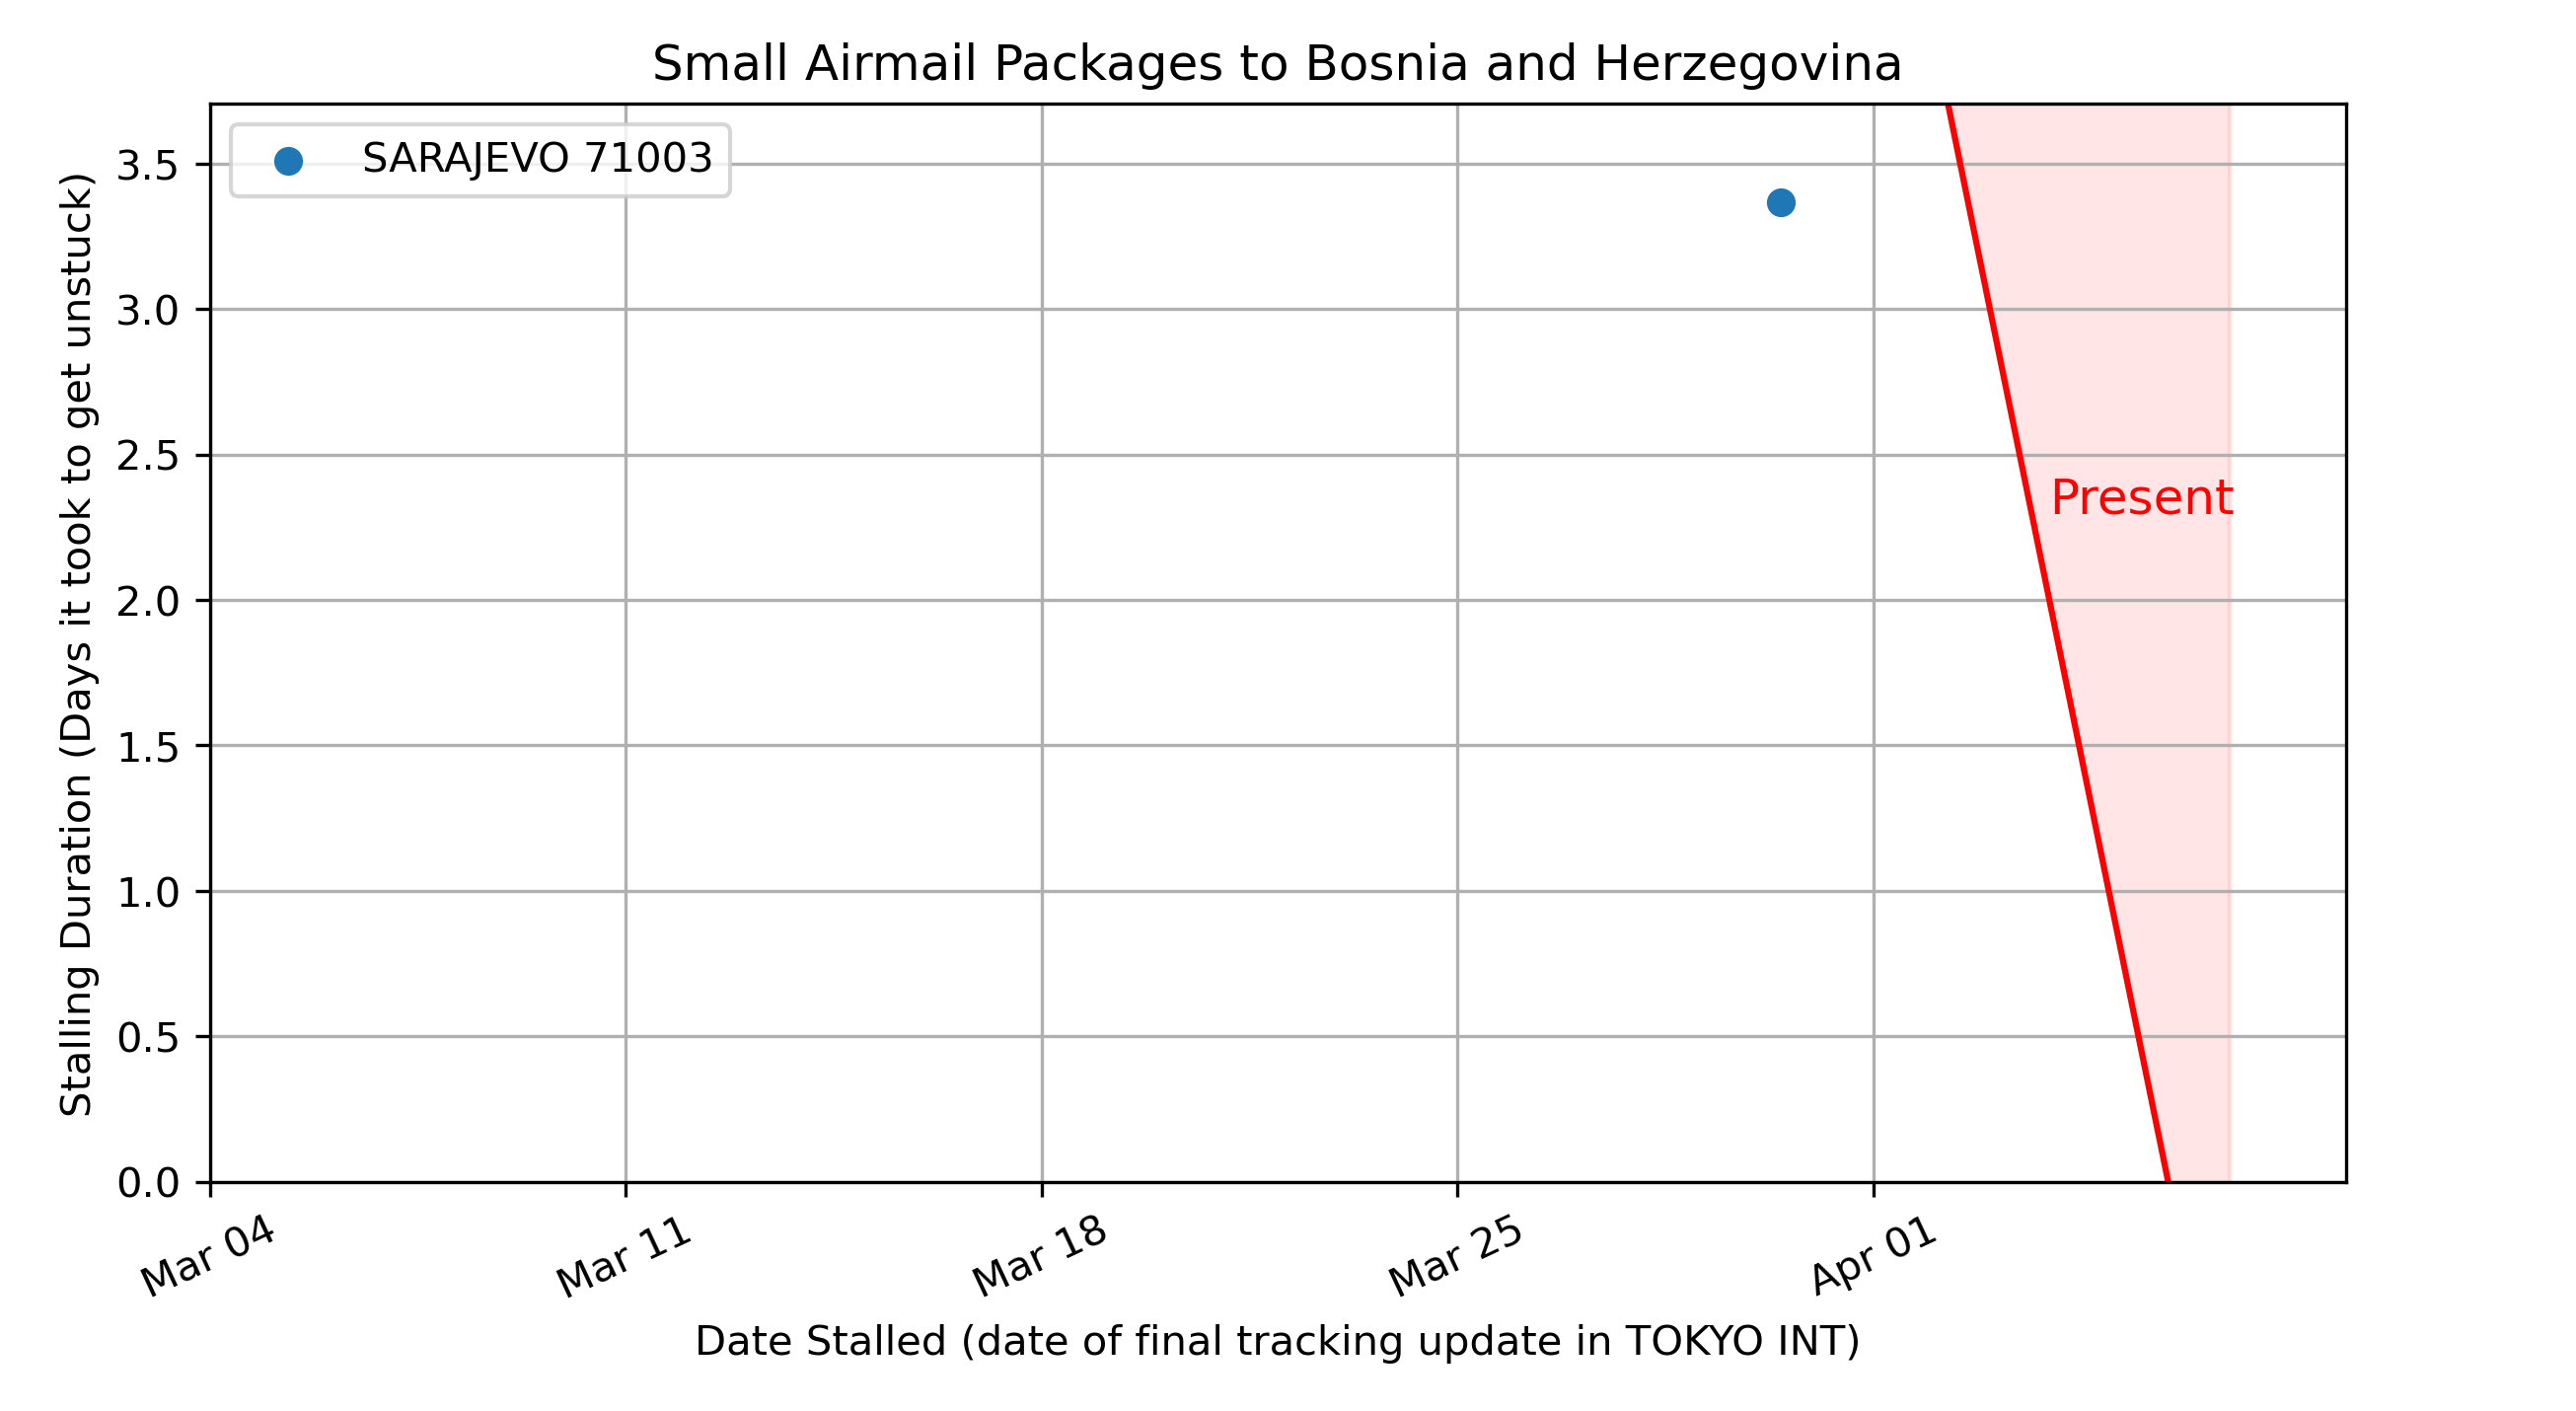 Small Airmail Packages to Bosnia and Herzegovina
SARAJEVO 71003
Stalling Duration (Days it took to get unstuck)
3.5
3.0
2.5
2.0
1.5
1.0
0.5
0.0
Present
Mar 04
Mar 11
Mar 18
Mar 25
Apr 01
Date Stalled (date of final tracking update in TOKYO INT)